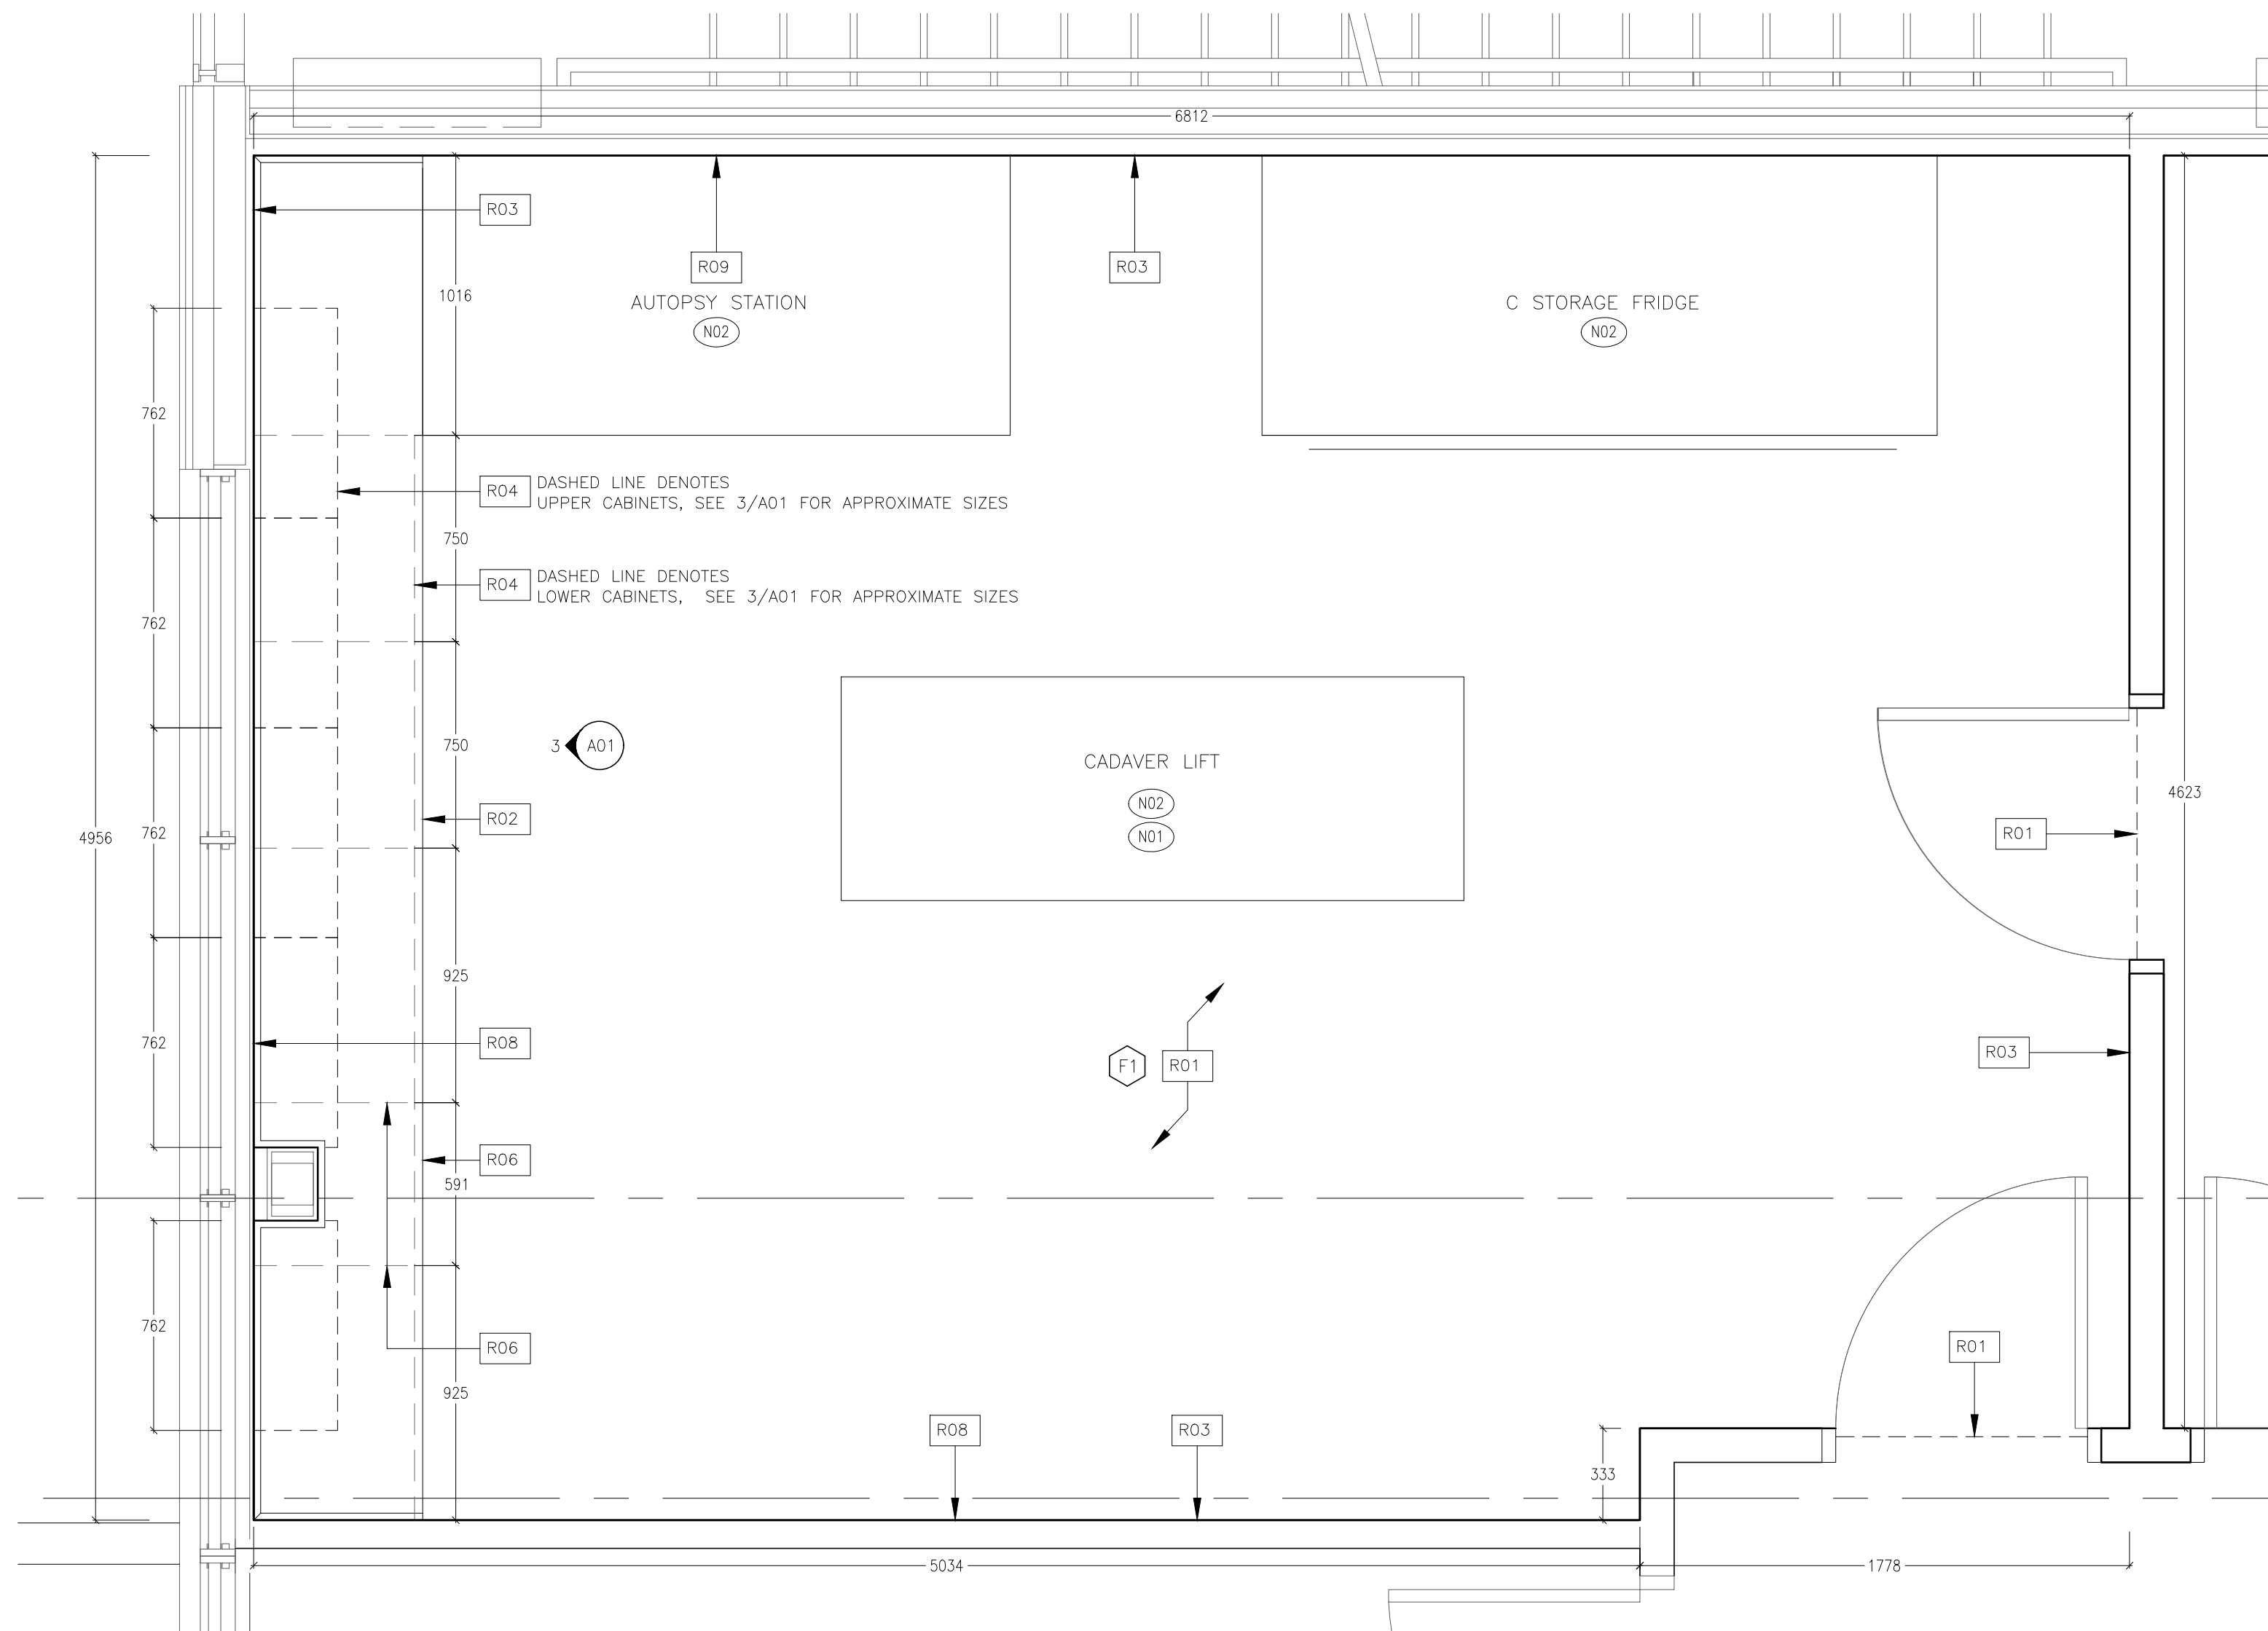 6812
R03
R09
R03
1016
AUTOPSY STATION
N02
C STORAGE FRIDGE
N02
762
R04
DASHED LINE DENOTES
UPPER CABINETS, SEE 3/A01 FOR APPROXIMATE SIZES
750
R04
DASHED LINE DENOTES
LOWER CABINETS, SEE 3/A01 FOR APPROXIMATE SIZES
762
3
A01
750
CADAVER LIFT
N02
N01
4623
R02
4956
762
R01
925
R08
762
F1
R01
R03
R06
591
762
R06
R01
925
R08
R03
333
5034
1778